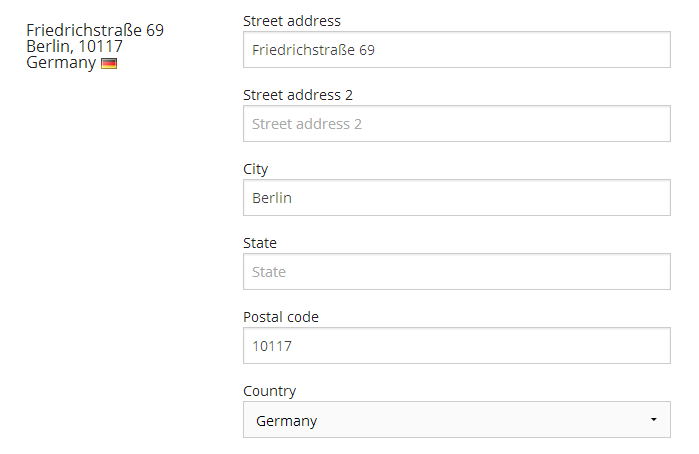 Friedrichstraße 69
Berlin, 10117
Germany
Street address
Friedrichstraße 69
Street address 2
Street address 2
City
Berlin
State
State
Postal code
10117
Country
Germany